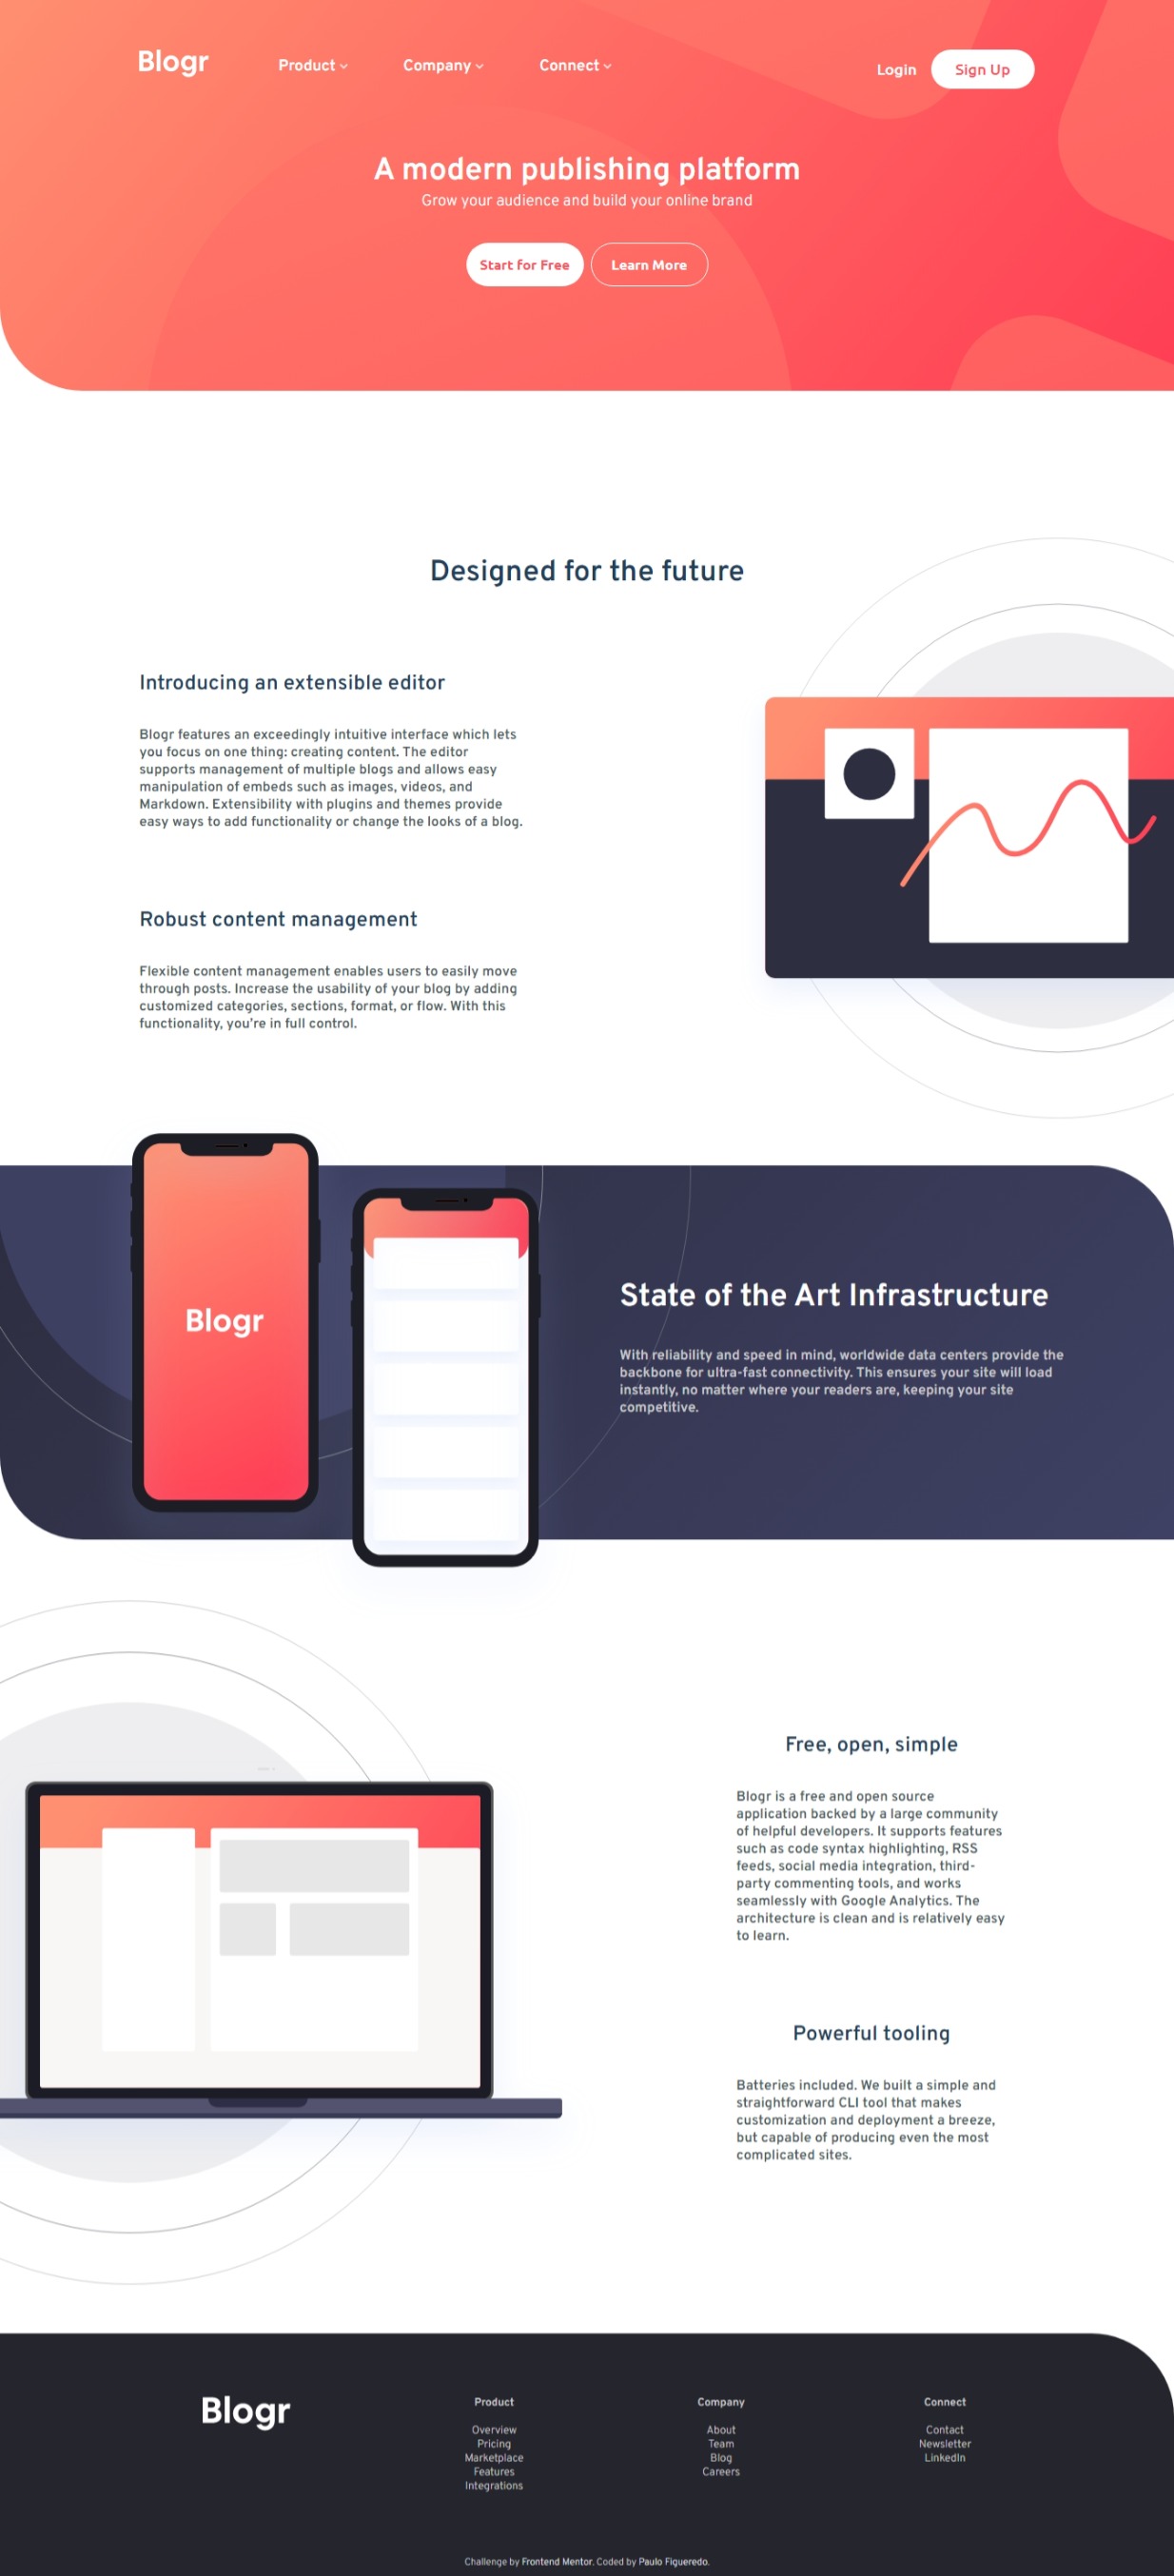 Blogr
Product
Company
Connect
Login
Sign Up
A modern publishing platform
Grow your audience and build your online brand
Start for Free
Learn More
Designed for the future
Introducing an extensible editor
Blogr features an exceedingly intuitive interface which lets
you focus on one thing: creating content. The editor
supports management of multiple blogs and allows easy
manipulation of embeds such as images, videos, and
Markdown. Extensibility with plugins and themes provide
easy ways to add functionality or change the looks of a blog.
Robust content management
Flexible content management enables users to easily move
through posts. Increase the usability of your blog by adding
customized categories, sections, format, or flow. With this
functionality, you're in full control.
Blogr
State of the Art Infrastructure
With reliability and speed in mind, worldwide data centers provide the
backbone for ultra-fast connectivity. This ensures your site will load
instantly, no matter where your readers are, keeping your site
competitive.
Free, open, simple
Blogr is a free and open source
application backed by a large community
of helpful developers. It supports features
such as code syntax highlighting, RSS
feeds, social media integration, third-
party commenting tools, and works
seamlessly with Google Analytics. The
architecture is clean and is relatively easy
to learn.
Powerful tooling
Batteries included. We built a simple and
straightforward CLI tool that makes
customization and deployment a breeze,
but capable of producing even the most
complicated sites.
Blogr
Product
Overview
Pricing
Marketplace
Features
Integrations
Company
About
Team
Blog
Careers
Connect
Contact
Newsletter
LinkedIn
Challenge by Frontend Mentor. Coded by Paulo Figueredo.